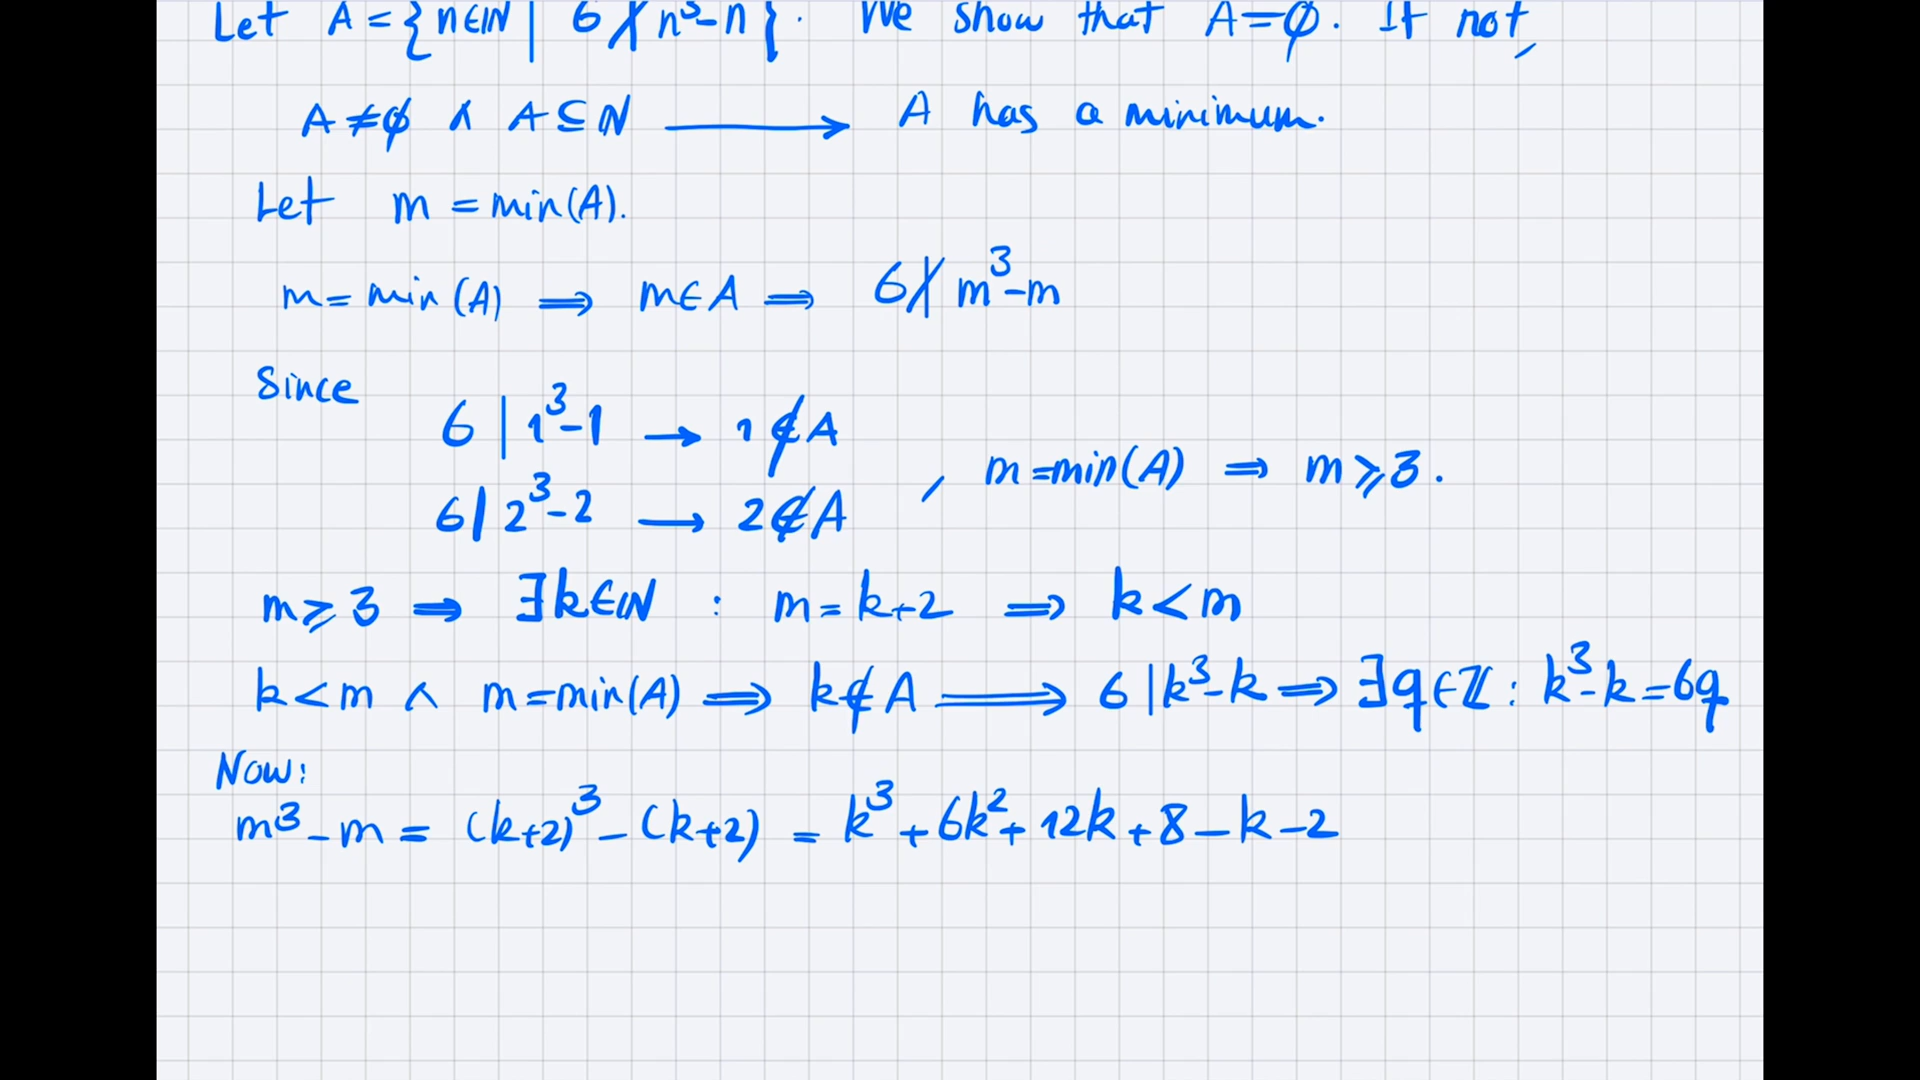 Let A = {n∈ℕ | 6∤n³-n}. We show that A=∅. If not,
A≠∅ ∧ A⊆ℕ ⟶ A has a minimum.
Let m = min(A).
m = min(A) ⟹ m∈A ⟹ 6∤m³-m
Since
6 | 1³-1 → 1∉A
6 | 2³-2 → 2∉A , m=min(A) ⟹ m⩾3.
m⩾3 ⟹ ∃k∈ℕ : m = k+2 ⟹ k<m
k<m ∧ m=min(A) ⟹ k∉A ⟹ 6 | k³-k ⟹ ∃q∈ℤ : k³-k=6q
Now:
m³-m = (k+2)³-(k+2) = k³+6k²+12k+8-k-2